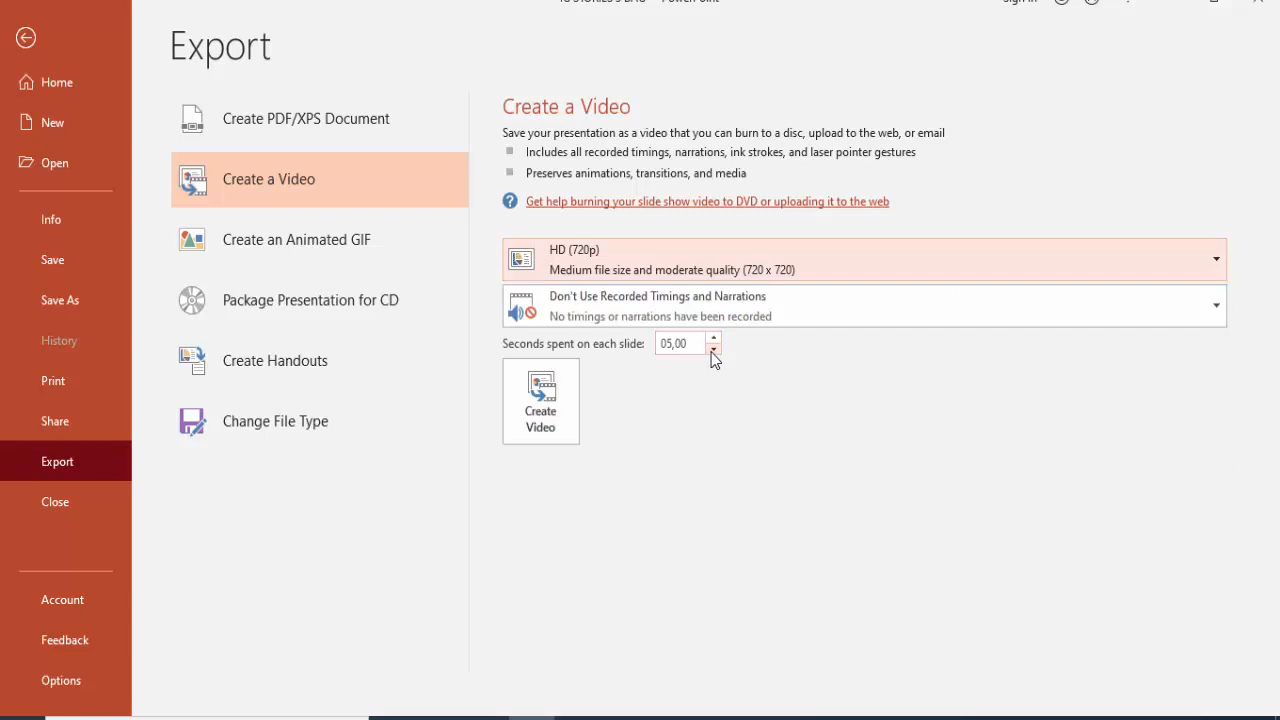 Export
Home
New
Open
Info
Save
Save As
History
Print
Share
Export
Close
Account
Feedback
Options
Create PDF/XPS Document
Create a Video
Create an Animated GIF
Package Presentation for CD
Create Handouts
Change File Type
Create a Video
Save your presentation as a video that you can burn to a disc, upload to the web, or email
Includes all recorded timings, narrations, ink strokes, and laser pointer gestures
Preserves animations, transitions, and media
Get help burning your slide show video to DVD or uploading it to the web
HD (720p)
Medium file size and moderate quality (720 x 720)
Don't Use Recorded Timings and Narrations
No timings or narrations have been recorded
Seconds spent on each slide: 05,00
Create
Video